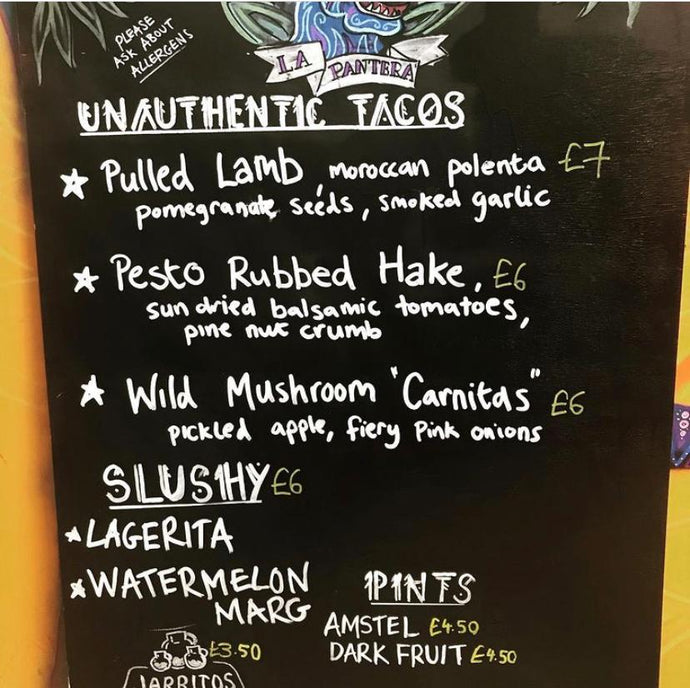 PLEASE
ASK ABOUT
ALLERGENS
LA PANTERA
UNAUTHENTIC TACOS
Pulled Lamb, moroccan polenta £7
pomegranate seeds, smoked garlic
Pesto Rubbed Hake, £6
sun dried balsamic tomatoes,
pine nut crumb
Wild Mushroom "Carnitas" £6
pickled apple, fiery Pink onions
SLUSHY £6
LAGERITA
WATERMELON
MARG
£3.50
JARRITOS
PINTS
AMSTEL £4.50
DARK FRUIT £4.50